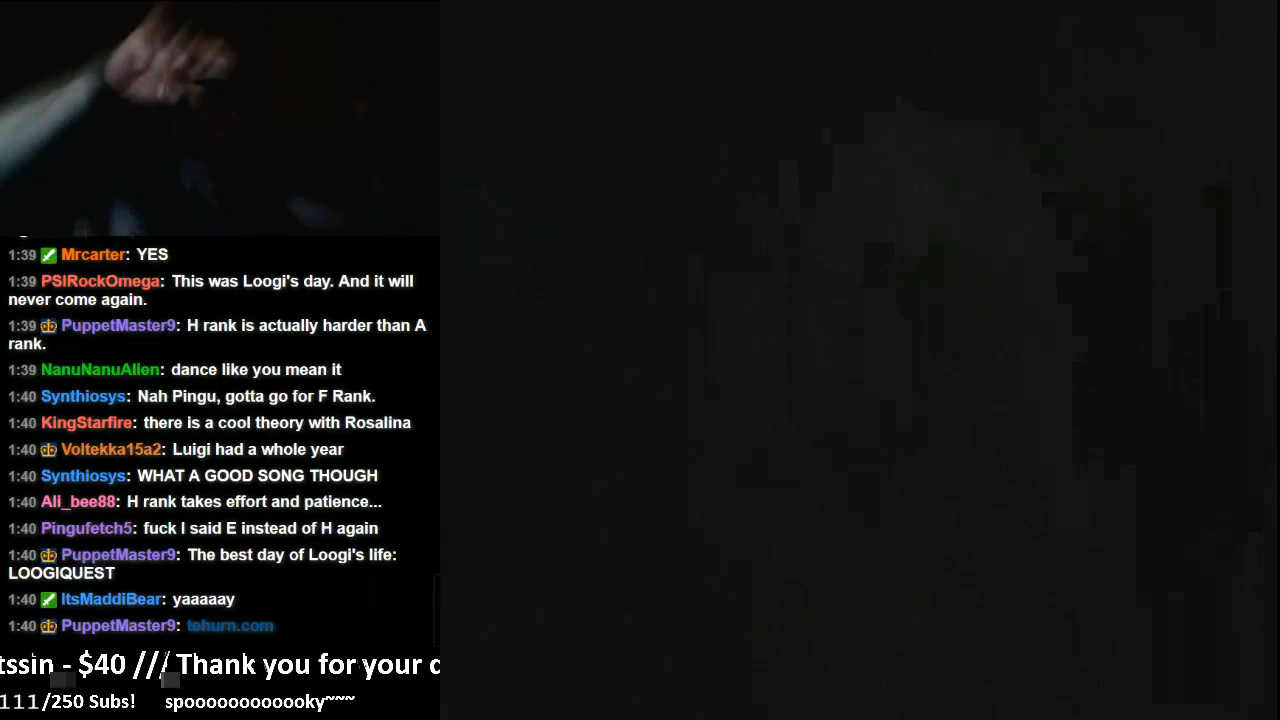 1:39 Mrcarter: YES
1:39 PSIRockOmega: This was Loogi's day. And it will
never come again.
1:39 PuppetMaster9: H rank is actually harder than A
rank.
1:39 NanuNanuAlien: dance like you mean it
1:40 Synthiosys: Nah Pingu, gotta go for F Rank.
1:40 KingStarfire: there is a cool theory with Rosalina
1:40 Voltekka15a2: Luigi had a whole year
1:40 Synthiosys: WHAT A GOOD SONG THOUGH
1:40 Ali_bee88: H rank takes effort and patience...
1:40 Pingufetch5: fuck I said E instead of H again
1:40 PuppetMaster9: The best day of Loogi's life:
LOOGIQUEST
1:40 ItsMaddiBear: yaaaaay
1:40 PuppetMaster9: tehurn.com
tssin - $40 /// Thank you for your d
111/250 Subs! spooooooooooky~~~